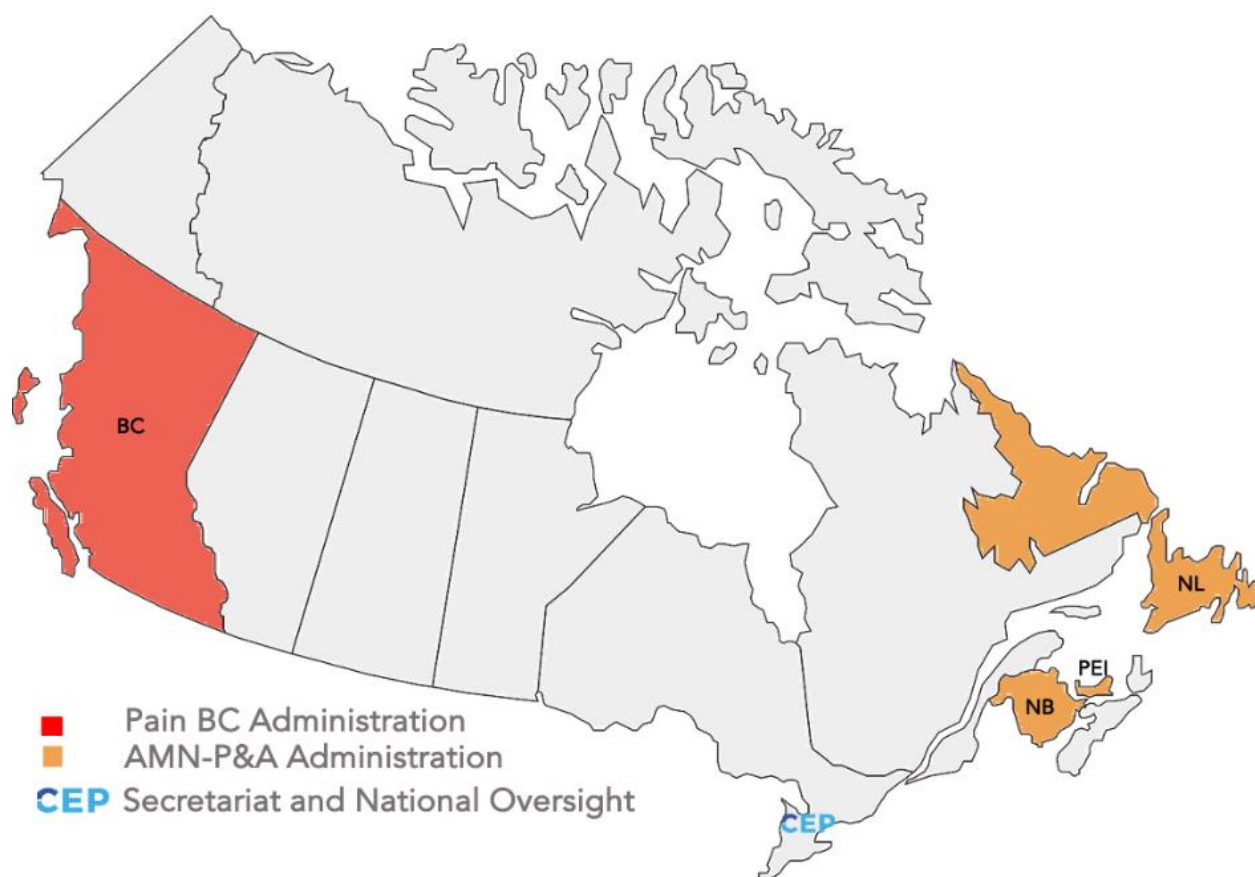 BC
NL
PEI
NB
Pain BC Administration
AMN-P&A Administration
CEP Secretariat and National Oversight
CEP